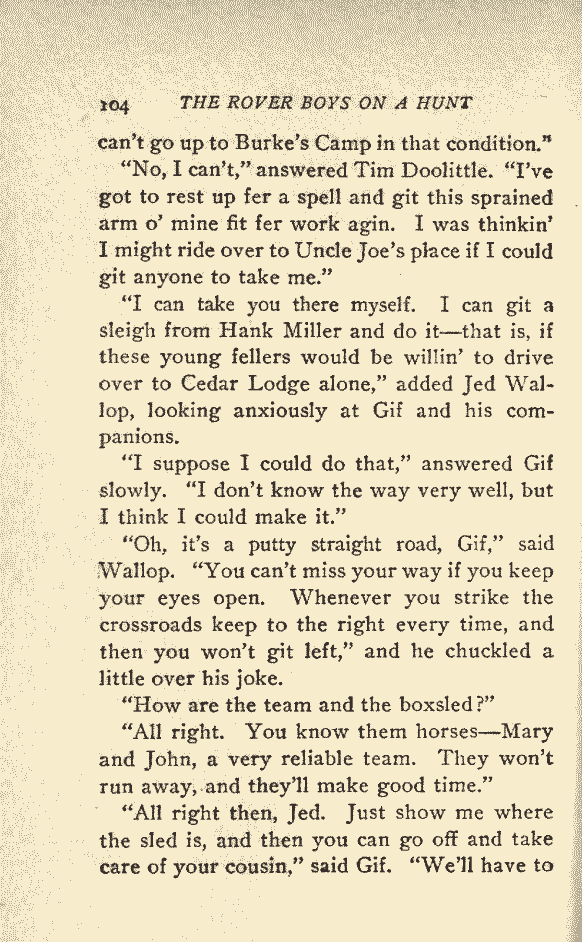 104 THE ROVER BOYS ON A HUNT
can't go up to Burke's Camp in that condition."
"No, I can't," answered Tim Doolittle. "I've
got to rest up fer a spell and git this sprained
arm o' mine fit fer work agin. I was thinkin'
I might ride over to Uncle Joe's place if I could
git anyone to take me."
"I can take you there myself. I can git a
sleigh from Hank Miller and do it—that is, if
these young fellers would be willin' to drive
over to Cedar Lodge alone," added Jed Wal-
lop, looking anxiously at Gif and his com-
panions.
"I suppose I could do that," answered Gif
slowly. "I don't know the way very well, but
I think I could make it."
"Oh, it's a putty straight road, Gif," said
Wallop. "You can't miss your way if you keep
your eyes open. Whenever you strike the
crossroads keep to the right every time, and
then you won't git left," and he chuckled a
little over his joke.
"How are the team and the boxsled?"
"All right. You know them horses—Mary
and John, a very reliable team. They won't
run away, and they'll make good time."
"All right then, Jed. Just show me where
the sled is, and then you can go off and take
care of your cousin," said Gif. "We'll have to